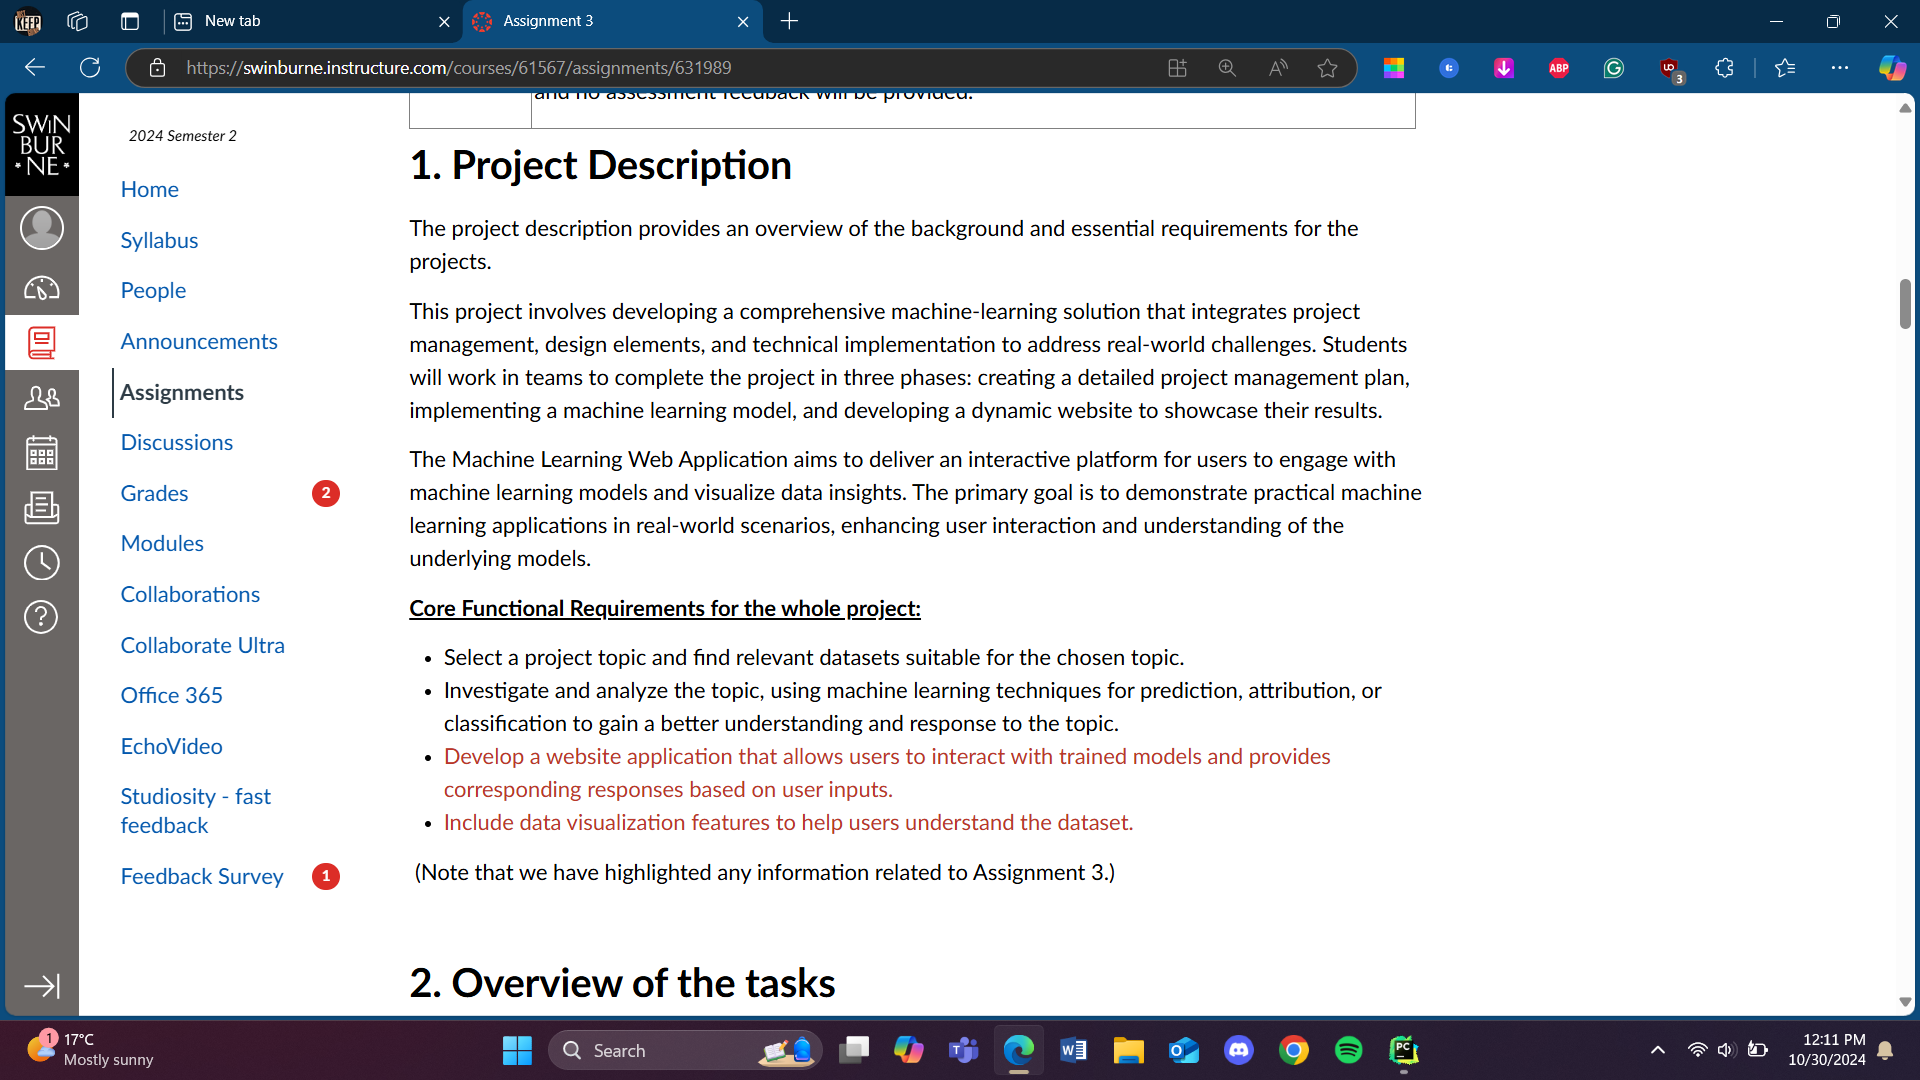 New tab
Assignment 3
https://swinburne.instructure.com/courses/61567/assignments/631989
ABP
3
SWIN
BUR
NE
2024 Semester 2
Home
Syllabus
People
Announcements
Assignments
Discussions
Grades
2
Modules
Collaborations
Collaborate Ultra
Office 365
EchoVideo
Studiosity - fast
feedback
Feedback Survey
1
and no assessment feedback will be provided.
1. Project Description
The project description provides an overview of the background and essential requirements for the
projects.
This project involves developing a comprehensive machine-learning solution that integrates project
management, design elements, and technical implementation to address real-world challenges. Students
will work in teams to complete the project in three phases: creating a detailed project management plan,
implementing a machine learning model, and developing a dynamic website to showcase their results.
The Machine Learning Web Application aims to deliver an interactive platform for users to engage with
machine learning models and visualize data insights. The primary goal is to demonstrate practical machine
learning applications in real-world scenarios, enhancing user interaction and understanding of the
underlying models.
Core Functional Requirements for the whole project:
• Select a project topic and find relevant datasets suitable for the chosen topic.
• Investigate and analyze the topic, using machine learning techniques for prediction, attribution, or
classification to gain a better understanding and response to the topic.
• Develop a website application that allows users to interact with trained models and provides
corresponding responses based on user inputs.
• Include data visualization features to help users understand the dataset.
(Note that we have highlighted any information related to Assignment 3.)
2. Overview of the tasks
1
17°C
Mostly sunny
Search
PC
12:11 PM
10/30/2024